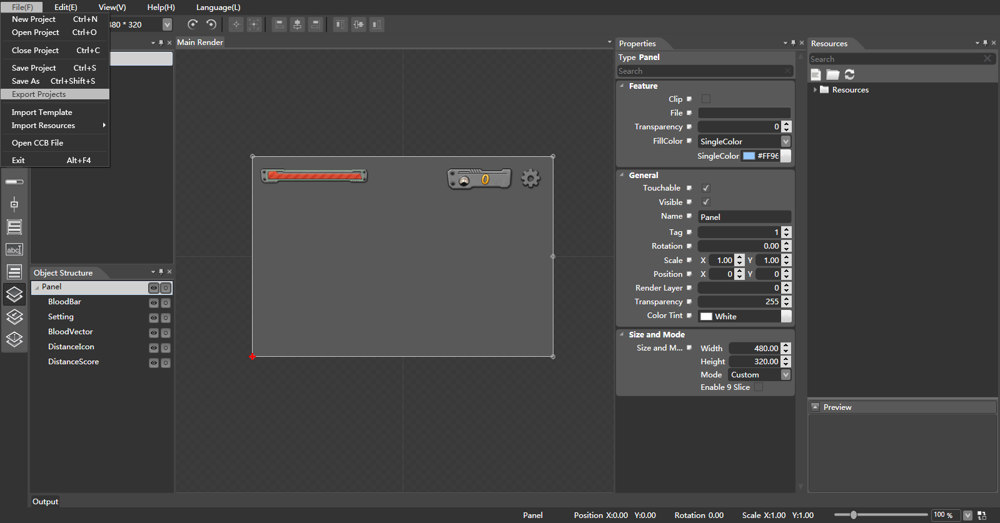 File(F) Edit(E) View(V) Help(H) Language(L)
New Project Ctrl+N
Open Project Ctrl+O
Close Project Ctrl+C
Save Project Ctrl+S
Save As Ctrl+Shift+S
Export Projects
Import Template
Import Resources
Open CCB File
Exit Alt+F4
480 * 320
Main Render
0
abc
Object Structure
Panel
BloodBar
Setting
BloodVector
DistanceIcon
DistanceScore
Output
Properties
Type Panel
Search
Feature
Clip
File
Transparency 0
FillColor SingleColor
SingleColor #FF96
General
Touchable
Visible
Name Panel
Tag 1
Rotation 0.00
Scale X 1.00 Y 1.00
Position X 0 Y 0
Render Layer 0
Transparency 255
Color Tint White
Size and Mode
Size and M... Width 480.00
Height 320.00
Mode Custom
Enable 9 Slice
Resources
Search
Resources
Preview
Panel Position X:0.00 Y:0.00 Rotation 0.00 Scale X:1.00 Y:1.00 100 %